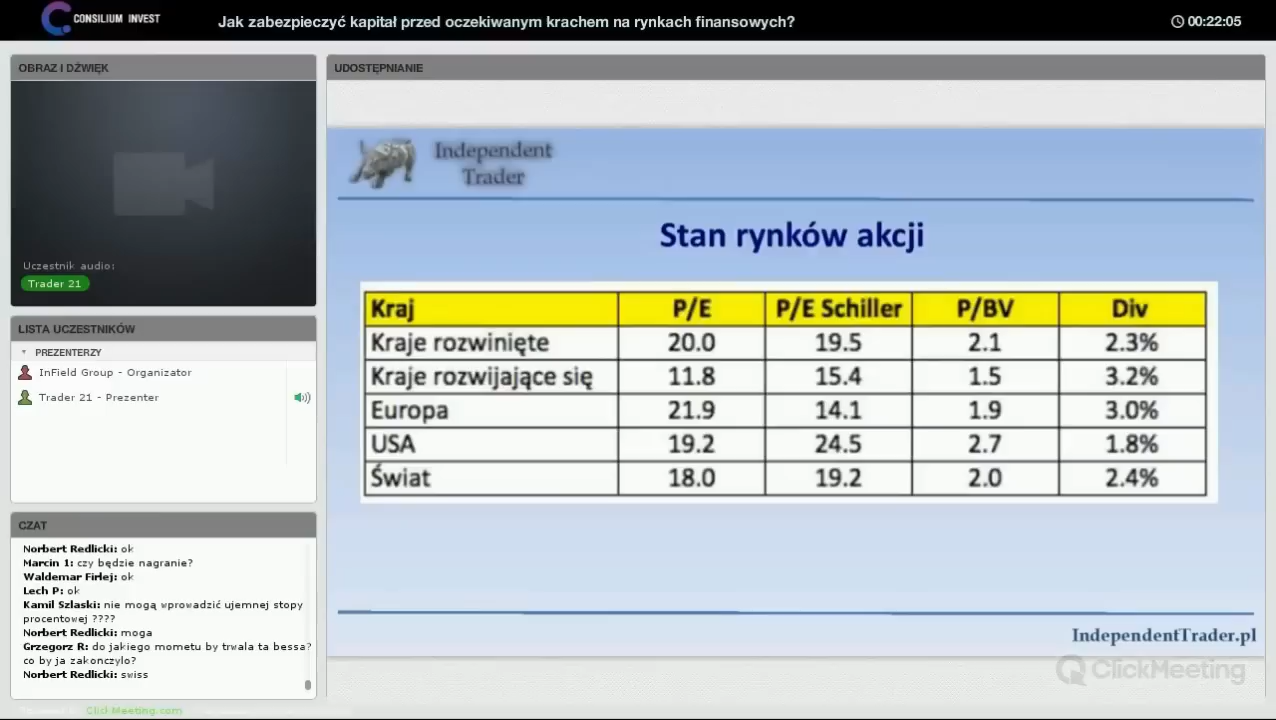 CONSILIUM INVEST
Jak zabezpieczyć kapitał przed oczekiwanym krachem na rynkach finansowych?
00:22:05
OBRAZ I DŹWIĘK
Uczestnik audio:
Trader 21
LISTA UCZESTNIKÓW
PREZENTERZY
InField Group - Organizator
Trader 21 - Prezenter
CZAT
Norbert Redlicki: ok
Marcin 1: czy będzie nagranie?
Waldemar Firlej: ok
Lech P: ok
Kamil Szlaski: nie mogą wprowadzić ujemnej stopy
procentowej ????
Norbert Redlicki: moga
Grzegorz R: do jakiego mometu by trwala ta bessa?
co by ja zakonczylo?
Norbert Redlicki: swiss
ClickMeeting.com
UDOSTĘPNIANIE
Independent
Trader
Stan rynków akcji
Kraj P/E P/E Schiller P/BV Div
Kraje rozwinięte 20.0 19.5 2.1 2.3%
Kraje rozwijające się 11.8 15.4 1.5 3.2%
Europa 21.9 14.1 1.9 3.0%
USA 19.2 24.5 2.7 1.8%
Świat 18.0 19.2 2.0 2.4%
IndependentTrader.pl
ClickMeeting